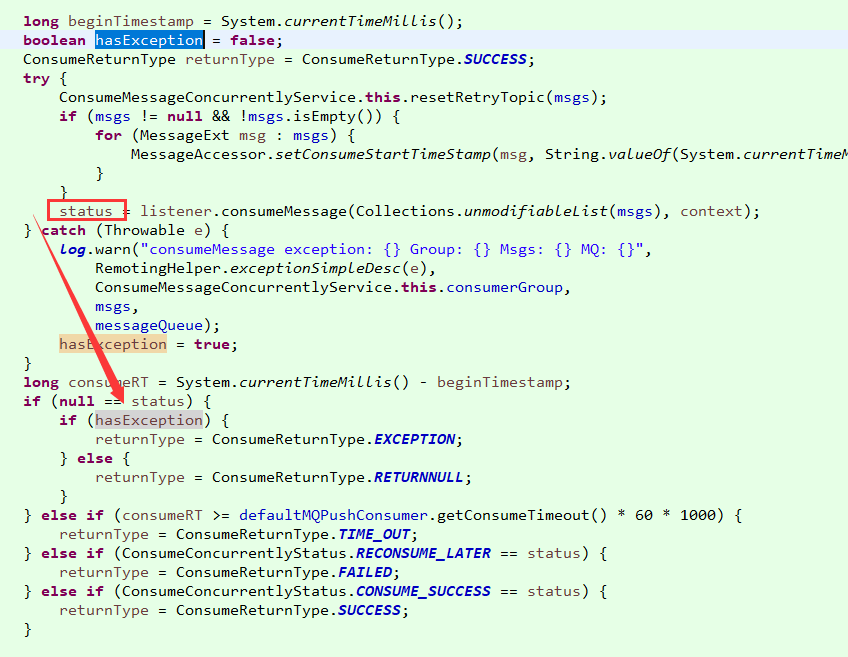 long beginTimestamp = System.currentTimeMillis();
boolean hasException = false;
ConsumeReturnType returnType = ConsumeReturnType.SUCCESS;
try {
    ConsumeMessageConcurrentlyService.this.resetRetryTopic(msgs);
    if (msgs != null && !msgs.isEmpty()) {
        for (MessageExt msg : msgs) {
            MessageAccessor.setConsumeStartTimeStamp(msg, String.valueOf(System.currentTimeM
        }
    }
    status = listener.consumeMessage(Collections.unmodifiableList(msgs), context);
} catch (Throwable e) {
    log.warn("consumeMessage exception: {} Group: {} Msgs: {} MQ: {}",
        RemotingHelper.exceptionSimpleDesc(e),
        ConsumeMessageConcurrentlyService.this.consumerGroup,
        msgs,
        messageQueue);
    hasException = true;
}
long consumeRT = System.currentTimeMillis() - beginTimestamp;
if (null == status) {
    if (hasException) {
        returnType = ConsumeReturnType.EXCEPTION;
    } else {
        returnType = ConsumeReturnType.RETURNNULL;
    }
} else if (consumeRT >= defaultMQPushConsumer.getConsumeTimeout() * 60 * 1000) {
    returnType = ConsumeReturnType.TIME_OUT;
} else if (ConsumeConcurrentlyStatus.RECONSUME_LATER == status) {
    returnType = ConsumeReturnType.FAILED;
} else if (ConsumeConcurrentlyStatus.CONSUME_SUCCESS == status) {
    returnType = ConsumeReturnType.SUCCESS;
}